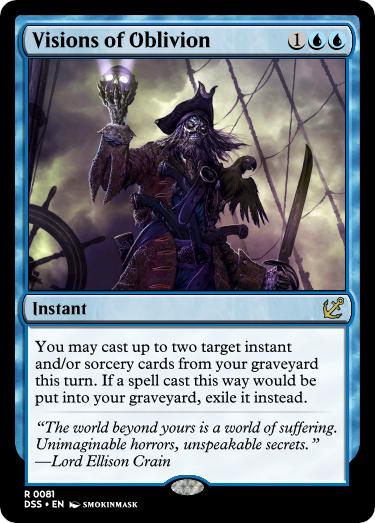 Visions of Oblivion 1
Instant
You may cast up to two target instant
and/or sorcery cards from your graveyard
this turn. If a spell cast this way would be
put into your graveyard, exile it instead.
“The world beyond yours is a world of suffering.
Unimaginable horrors, unspeakable secrets.”
—Lord Ellison Crain
R 0081
DSS • EN SMOKINMASK